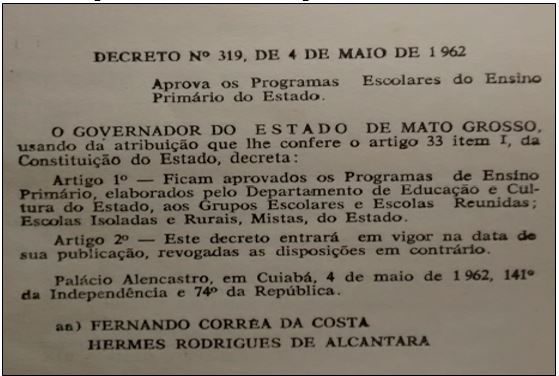 DECRETO Nº 319, DE 4 DE MAIO DE 1962
Aprova os Programas Escolares do Ensino
Primário do Estado.
O GOVERNADOR DO ESTADO DE MATO GROSSO,
usando da atribuição que lhe confere o artigo 33 item I, da
Constituição do Estado, decreta:
Artigo 1º — Ficam aprovados os Programas de Ensino
Primário, elaborados pelo Departamento de Educação e Cul-
tura do Estado, aos Grupos Escolares e Escolas Reunidas;
Escolas Isoladas e Rurais, Mistas, do Estado.
Artigo 2º — Este decreto entrará em vigor na data de
sua publicação, revogadas as disposições em contrário.
Palácio Alencastro, em Cuiabá, 4 de maio de 1962, 141º
da Independência e 74º da República.
aa) FERNANDO CORRÊA DA COSTA
HERMES RODRIGUES DE ALCANTARA